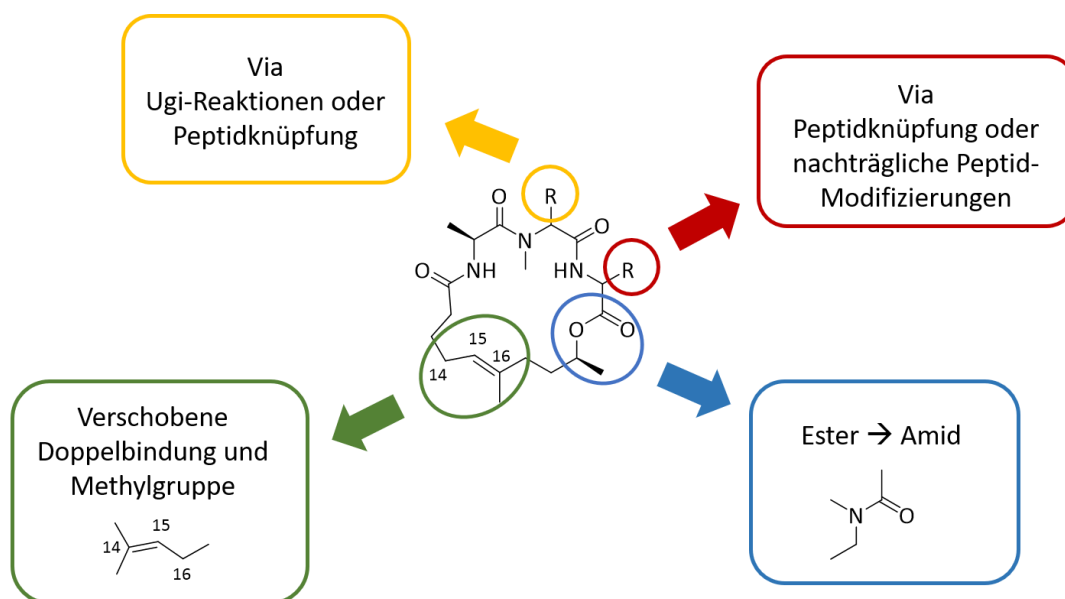 Via
Ugi-Reaktionen oder
Peptidknüpfung
Via
Peptidknüpfung oder
nachträgliche Peptid-
Modifizierungen
R
O
O
N
HN
R
O
NH
O
O
15
16
14
Verschobene
Doppelbindung und
Methylgruppe
15
14
16
Ester → Amid
N
O